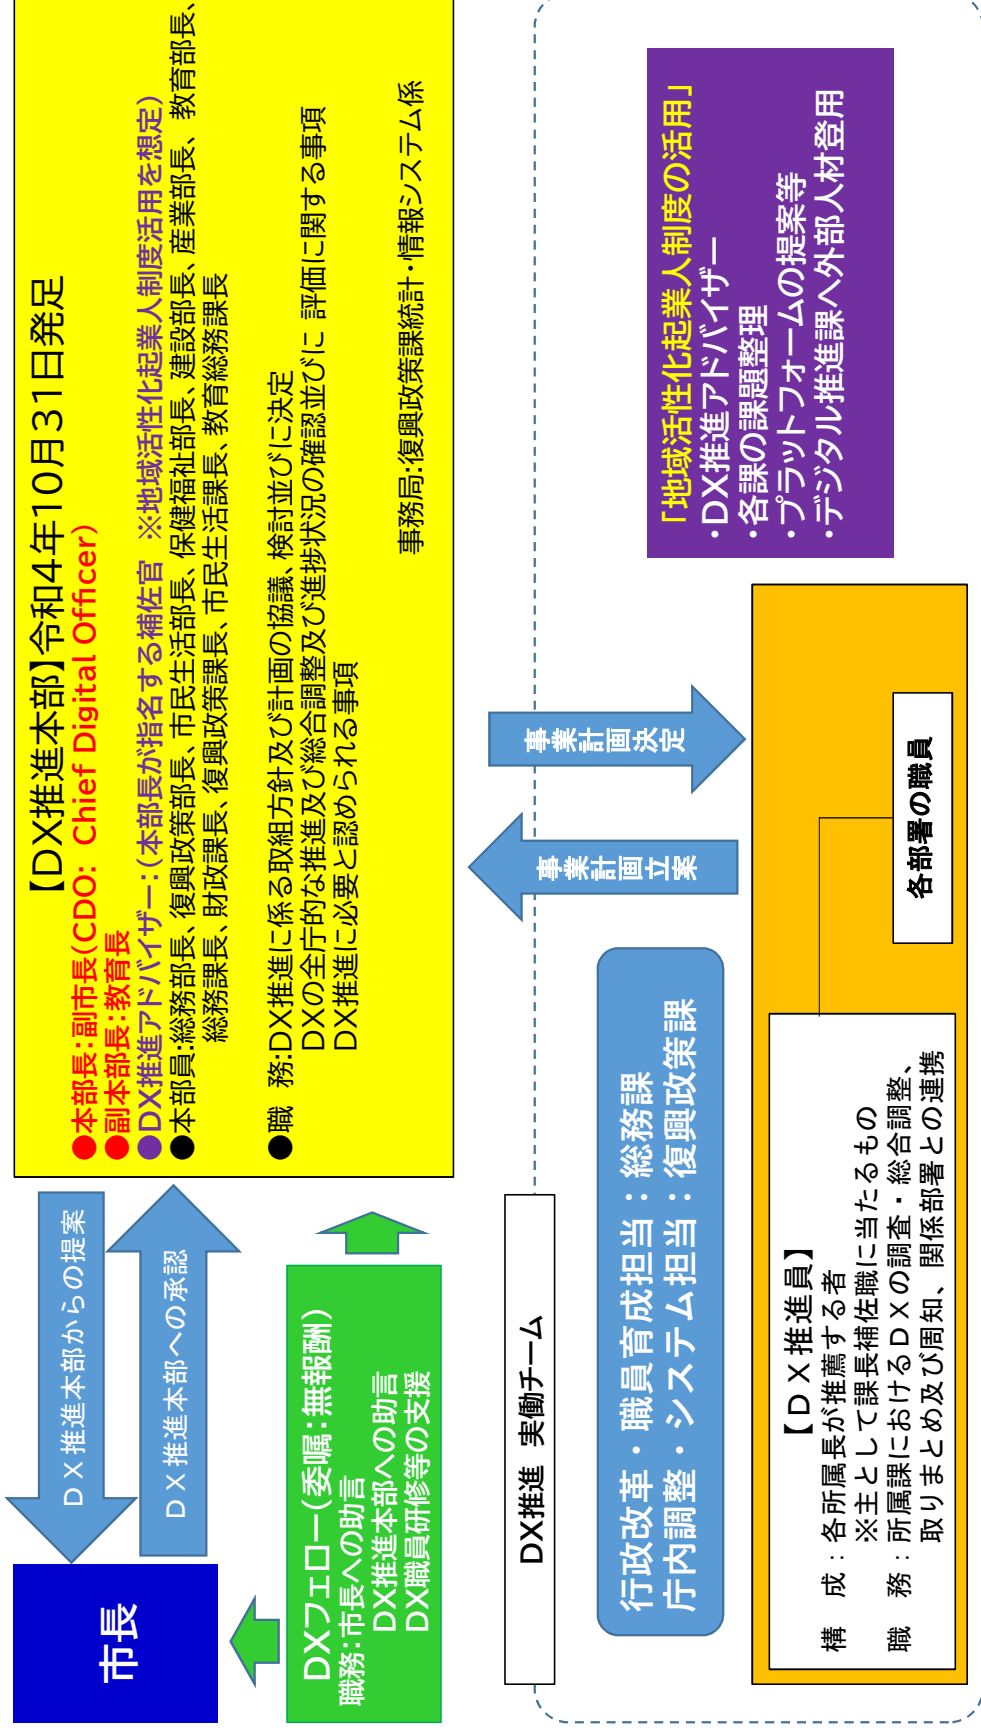 市長
DX推進本部からの提案
DX推進本部への承認
【DX推進本部】令和4年10月31日発足
●本部長：副市長（CDO： Chief Digital Officer）
●副本部長：教育長
●DX推進アドバイザー：（本部長が指名する補佐官 ※地域活性化起業人制度活用を想定）
●本部員：総務部長、復興政策部長、市民生活部長、保健福祉部長、建設部長、産業部長、教育部長、
総務課長、財政課長、復興政策課長、市民生活課長、教育総務課長
●職 務：DX推進に係る取組方針及び計画の協議、検討並びに決定
DXの全庁的な推進及び総合調整及び進捗状況の確認並びに 評価に関する事項
DX推進に必要と認められる事項
事務局：復興政策課統計・情報システム係
DXフェロー（委嘱：無報酬）
職務：市長への助言
DX推進本部への助言
DX職員研修等の支援
DX推進 実働チーム
事業計画立案
事業計画決定
行政改革・職員育成担当：総務課
庁内調整・システム担当：復興政策課
「地域活性化起業人制度の活用」
・DX推進アドバイザー
・各課の課題整理
・プラットフォームの提案等
・デジタル推進課へ外部人材登用
【DX推進員】
構 成：各所属長が推薦する者
※主として課長補佐職に当たるもの
職 務：所属課におけるDXの調査・総合調整、
取りまとめ及び周知、関係部署との連携
各部署の職員